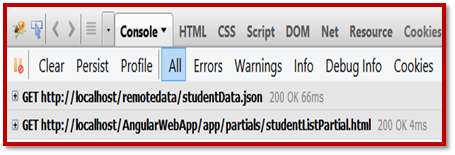 Console ▾ HTML CSS Script DOM Net Resource Cookies
Clear Persist Profile All Errors Warnings Info Debug Info Cookies
GET http://localhost/remotedata/studentData.json 200 OK 66ms
GET http://localhost/AngularWebApp/app/partials/studentListPartial.html 200 OK 4ms